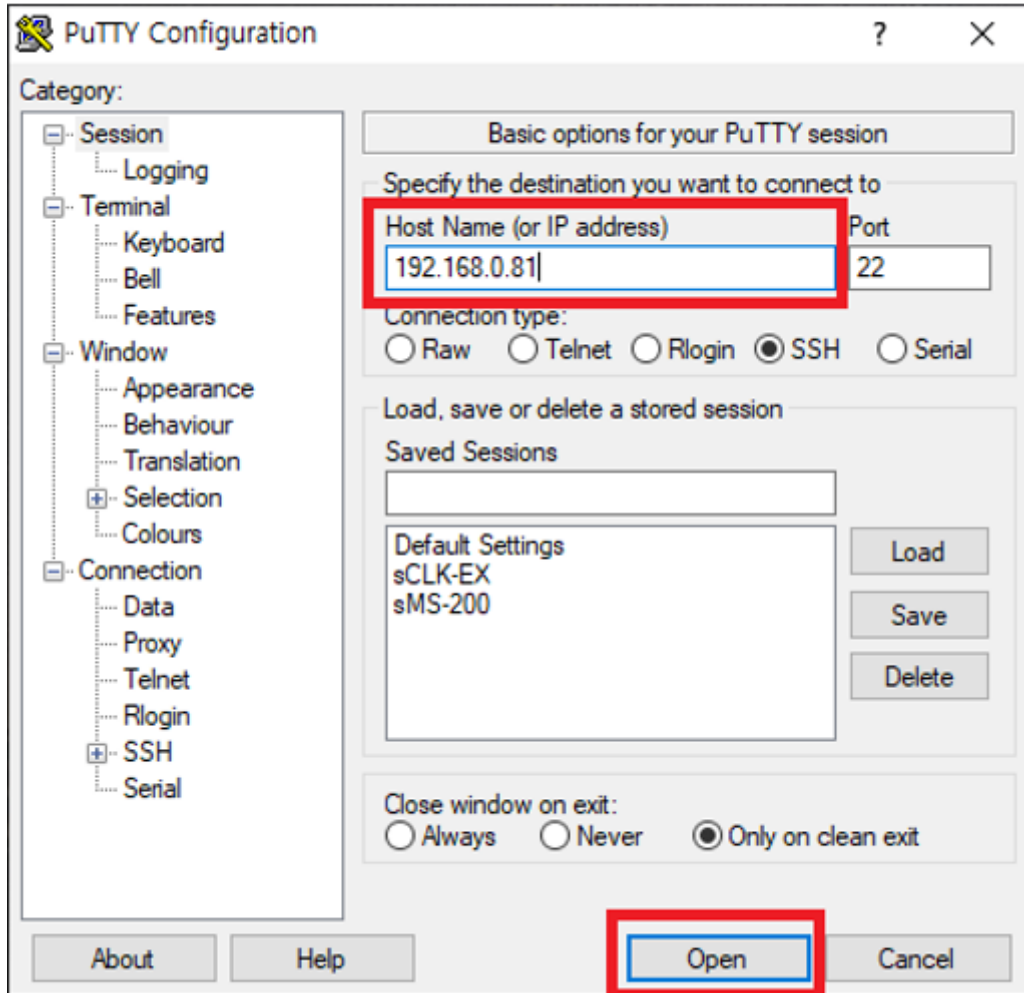 PuTTY Configuration
?
Category:
Session
Logging
Terminal
Keyboard
Bell
Features
Window
Appearance
Behaviour
Translation
Selection
Colours
Connection
Data
Proxy
Telnet
Rlogin
SSH
Serial
Basic options for your PuTTY session
Specify the destination you want to connect to
Host Name (or IP address) Port
192.168.0.81 22
Connection type:
Raw Telnet Rlogin SSH Serial
Load, save or delete a stored session
Saved Sessions
Default Settings
sCLK-EX
sMS-200
Load
Save
Delete
Close window on exit:
Always Never Only on clean exit
About Help Open Cancel